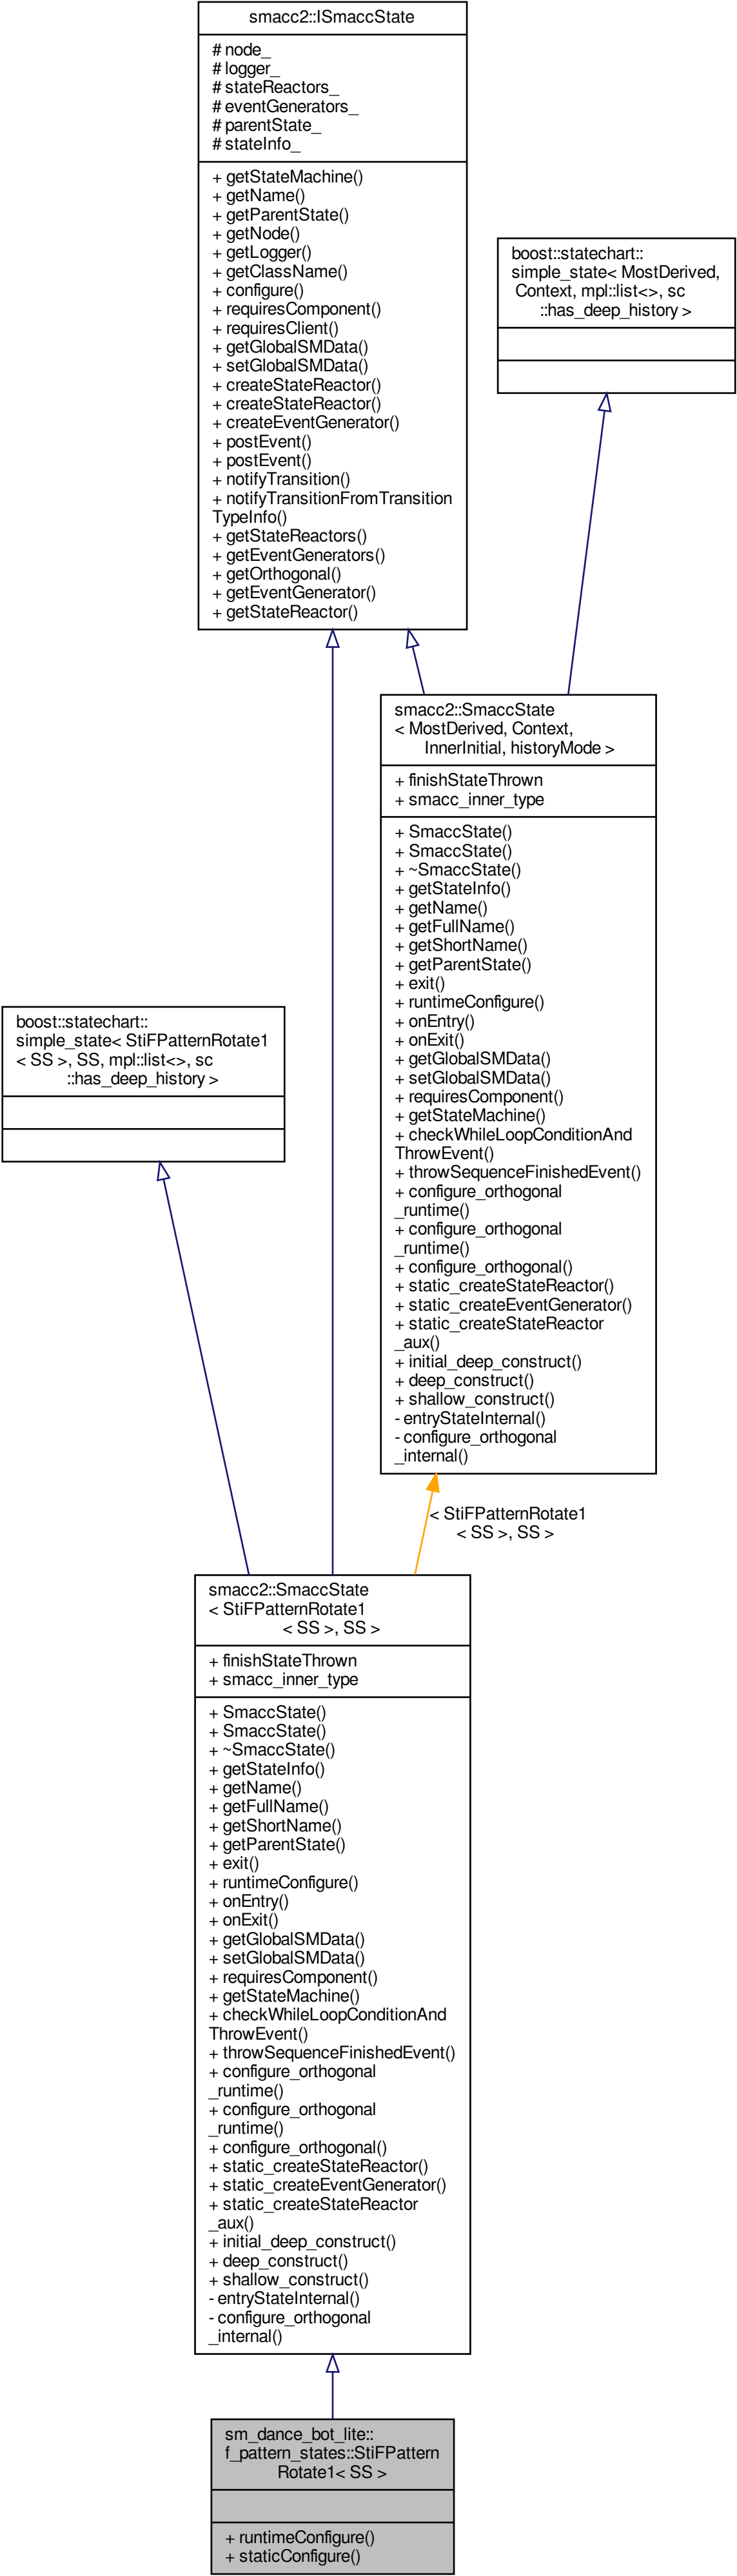 smacc2::ISmaccState
# node_
# logger_
# stateReactors_
# eventGenerators_
# parentState_
# stateInfo_
+ getStateMachine()
+ getName()
+ getParentState()
+ getNode()
+ getLogger()
+ getClassName()
+ configure()
+ requiresComponent()
+ requiresClient()
+ getGlobalSMData()
+ setGlobalSMData()
+ createStateReactor()
+ createStateReactor()
+ createEventGenerator()
+ postEvent()
+ postEvent()
+ notifyTransition()
+ notifyTransitionFromTransition
TypeInfo()
+ getStateReactors()
+ getEventGenerators()
+ getOrthogonal()
+ getEventGenerator()
+ getStateReactor()
boost::statechart::
simple_state< MostDerived,
Context, mpl::list<>, sc
::has_deep_history >
smacc2::SmaccState
< MostDerived, Context,
InnerInitial, historyMode >
+ finishStateThrown
+ smacc_inner_type
+ SmaccState()
+ SmaccState()
+ ~SmaccState()
+ getStateInfo()
+ getName()
+ getFullName()
+ getShortName()
+ getParentState()
+ exit()
+ runtimeConfigure()
+ onEntry()
+ onExit()
+ getGlobalSMData()
+ setGlobalSMData()
+ requiresComponent()
+ getStateMachine()
+ checkWhileLoopConditionAnd
ThrowEvent()
+ throwSequenceFinishedEvent()
+ configure_orthogonal
_runtime()
+ configure_orthogonal
_runtime()
+ configure_orthogonal()
+ static_createStateReactor()
+ static_createEventGenerator()
+ static_createStateReactor
_aux()
+ initial_deep_construct()
+ deep_construct()
+ shallow_construct()
- entryStateInternal()
- configure_orthogonal
_internal()
boost::statechart::
simple_state< StiFPatternRotate1
< SS >, SS, mpl::list<>, sc
::has_deep_history >
< StiFPatternRotate1
< SS >, SS >
smacc2::SmaccState
< StiFPatternRotate1
< SS >, SS >
+ finishStateThrown
+ smacc_inner_type
+ SmaccState()
+ SmaccState()
+ ~SmaccState()
+ getStateInfo()
+ getName()
+ getFullName()
+ getShortName()
+ getParentState()
+ exit()
+ runtimeConfigure()
+ onEntry()
+ onExit()
+ getGlobalSMData()
+ setGlobalSMData()
+ requiresComponent()
+ getStateMachine()
+ checkWhileLoopConditionAnd
ThrowEvent()
+ throwSequenceFinishedEvent()
+ configure_orthogonal
_runtime()
+ configure_orthogonal
_runtime()
+ configure_orthogonal()
+ static_createStateReactor()
+ static_createEventGenerator()
+ static_createStateReactor
_aux()
+ initial_deep_construct()
+ deep_construct()
+ shallow_construct()
- entryStateInternal()
- configure_orthogonal
_internal()
sm_dance_bot_lite::
f_pattern_states::StiFPattern
Rotate1< SS >
+ runtimeConfigure()
+ staticConfigure()